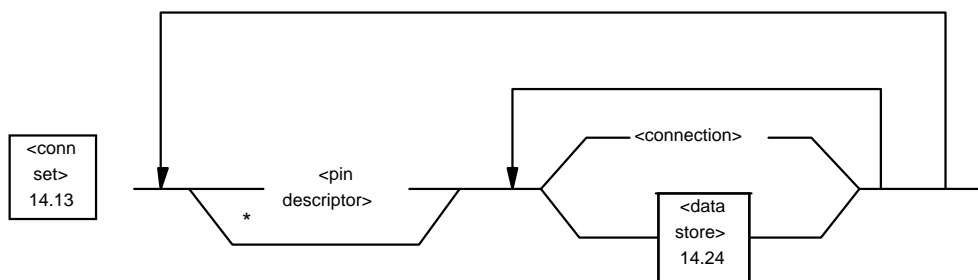 <conn
set>
14.13
<pin
descriptor>
*
<connection>
<data
store>
14.24